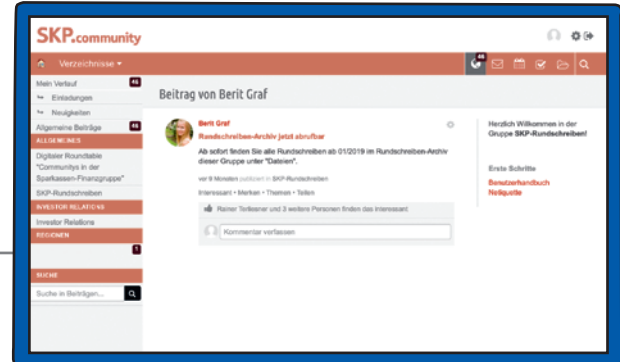 SKP.community
Verzeichnisse
46
Mein Verlauf 46
Einladungen
Neuigkeiten
Allgemeine Beiträge 46
ALLGEMEINES
Digitaler Roundtable
"Communitys in der
Sparkassen-Finanzgruppe"
SKP-Rundschreiben
INVESTOR RELATIONS
Investor Relations
REGIONEN
1
SUCHE
Suche in Beiträgen...
Beitrag von Berit Graf
Berit Graf
Rundschreiben-Archiv jetzt abrufbar
Ab sofort finden Sie alle Rundschreiben ab 01/2019 im Rundschreiben-Archiv
dieser Gruppe unter "Dateien".
vor 9 Monaten publiziert in SKP-Rundschreiben
Interessant • Merken • Themen • Teilen
Rainer und 3 weitere Personen finden das interessant
Kommentar verfassen
Herzlich Willkommen in der
Gruppe SKP-Rundschreiben!
Erste Schritte
Benutzerhandbuch
Netiquette